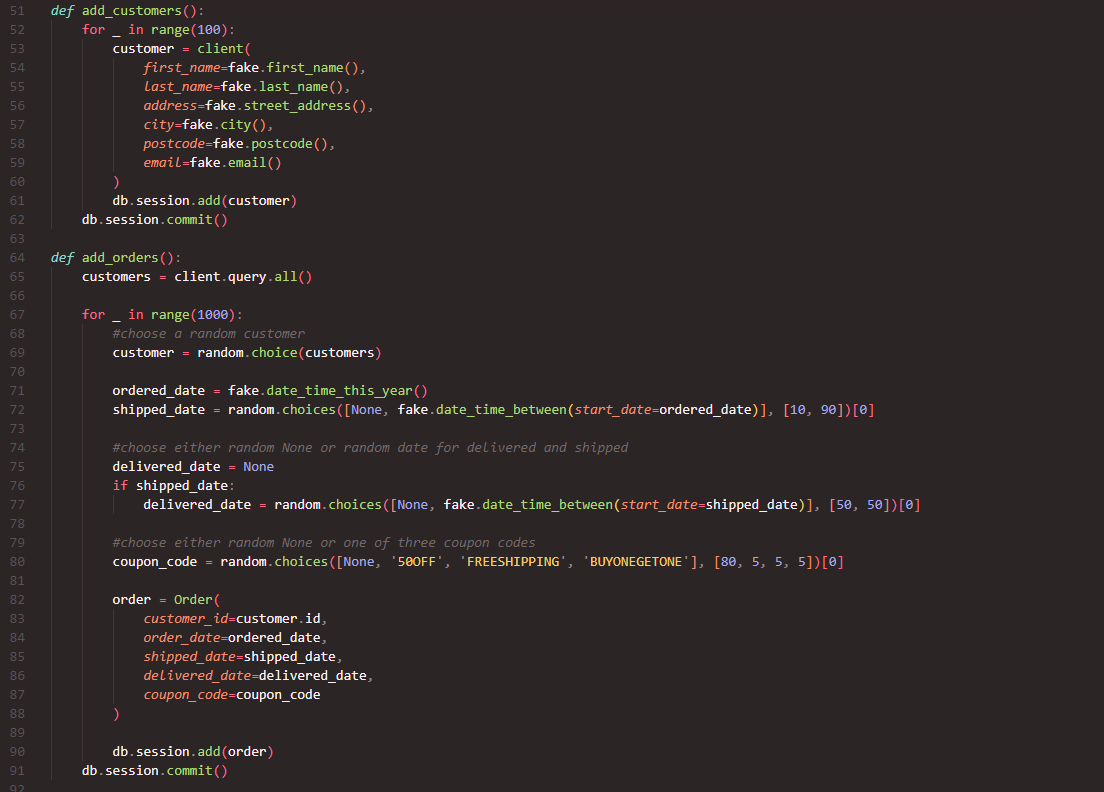 51 def add_customers():
52     for _ in range(100):
53         customer = client(
54             first_name=fake.first_name(),
55             last_name=fake.last_name(),
56             address=fake.street_address(),
57             city=fake.city(),
58             postcode=fake.postcode(),
59             email=fake.email()
60         )
61         db.session.add(customer)
62     db.session.commit()
63
64 def add_orders():
65     customers = client.query.all()
66
67     for _ in range(1000):
68         #choose a random customer
69         customer = random.choice(customers)
70
71         ordered_date = fake.date_time_this_year()
72         shipped_date = random.choices([None, fake.date_time_between(start_date=ordered_date)], [10, 90])[0]
73
74         #choose either random None or random date for delivered and shipped
75         delivered_date = None
76         if shipped_date:
77             delivered_date = random.choices([None, fake.date_time_between(start_date=shipped_date)], [50, 50])[0]
78
79         #choose either random None or one of three coupon codes
80         coupon_code = random.choices([None, '50OFF', 'FREESHIPPING', 'BUYONEGETONE'], [80, 5, 5, 5])[0]
81
82         order = Order(
83             customer_id=customer.id,
84             order_date=ordered_date,
85             shipped_date=shipped_date,
86             delivered_date=delivered_date,
87             coupon_code=coupon_code
88         )
89
90         db.session.add(order)
91     db.session.commit()
92